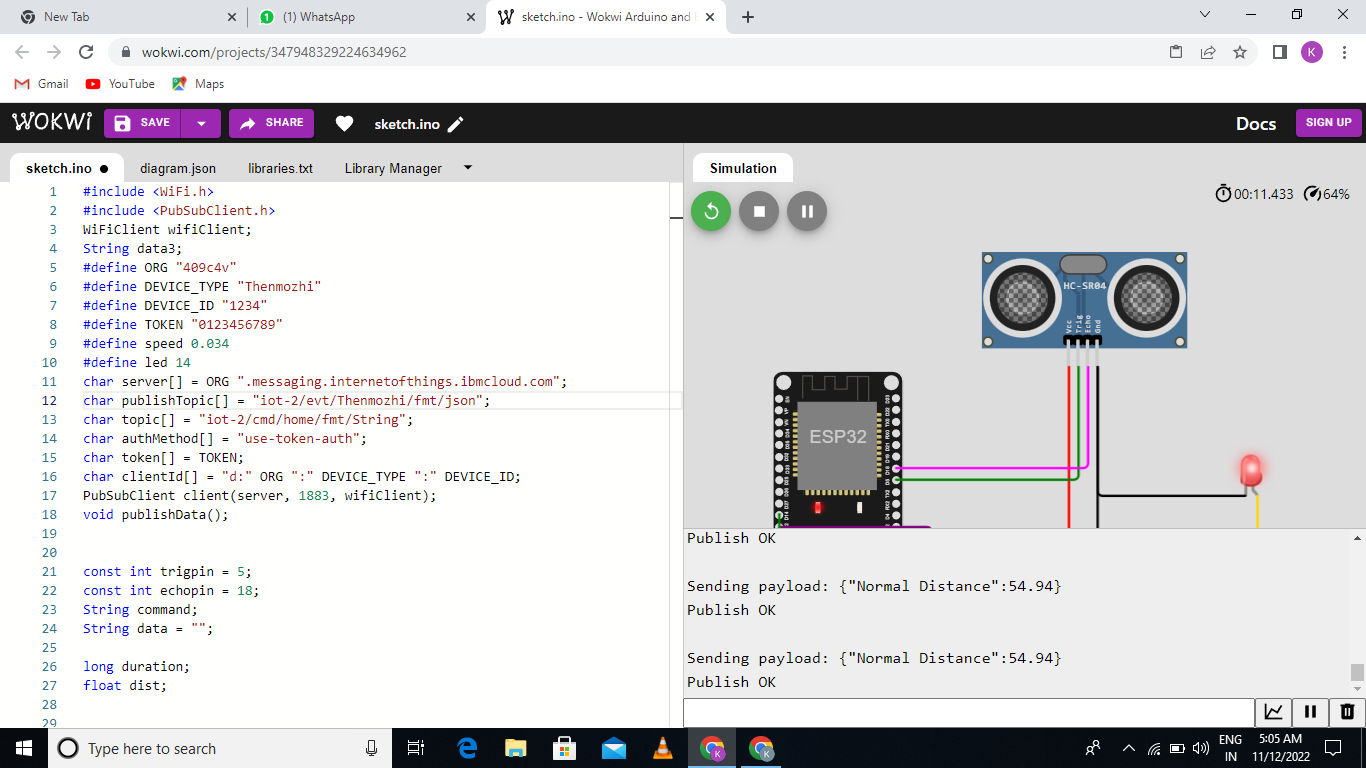 New Tab
(1) WhatsApp
sketch.ino - Wokwi Arduino and
wokwi.com/projects/347948329224634962
K
Gmail
YouTube
Maps
WOKWI
SAVE
SHARE
sketch.ino
Docs
SIGN UP
sketch.ino
diagram.json
libraries.txt
Library Manager
1 #include <WiFi.h>
2 #include <PubSubClient.h>
3 WiFiClient wifiClient;
4 String data3;
5 #define ORG "409c4v"
6 #define DEVICE_TYPE "Thenmozhi"
7 #define DEVICE_ID "1234"
8 #define TOKEN "0123456789"
9 #define speed 0.034
10 #define led 14
11 char server[] = ORG ".messaging.internetofthings.ibmcloud.com";
12 char publishTopic[] = "iot-2/evt/Thenmozhi/fmt/json";
13 char topic[] = "iot-2/cmd/home/fmt/String";
14 char authMethod[] = "use-token-auth";
15 char token[] = TOKEN;
16 char clientId[] = "d:" ORG ":" DEVICE_TYPE ":" DEVICE_ID;
17 PubSubClient client(server, 1883, wifiClient);
18 void publishData();
19
20
21 const int trigpin = 5;
22 const int echopin = 18;
23 String command;
24 String data = "";
25
26 long duration;
27 float dist;
28
29
Simulation
00:11.433
64%
HC-SR04
Vcc
Trig
Echo
Gnd
ESP32
Publish OK
Sending payload: {"Normal Distance":54.94}
Publish OK
Sending payload: {"Normal Distance":54.94}
Publish OK
Type here to search
K
K
ENG
IN
5:05 AM
11/12/2022